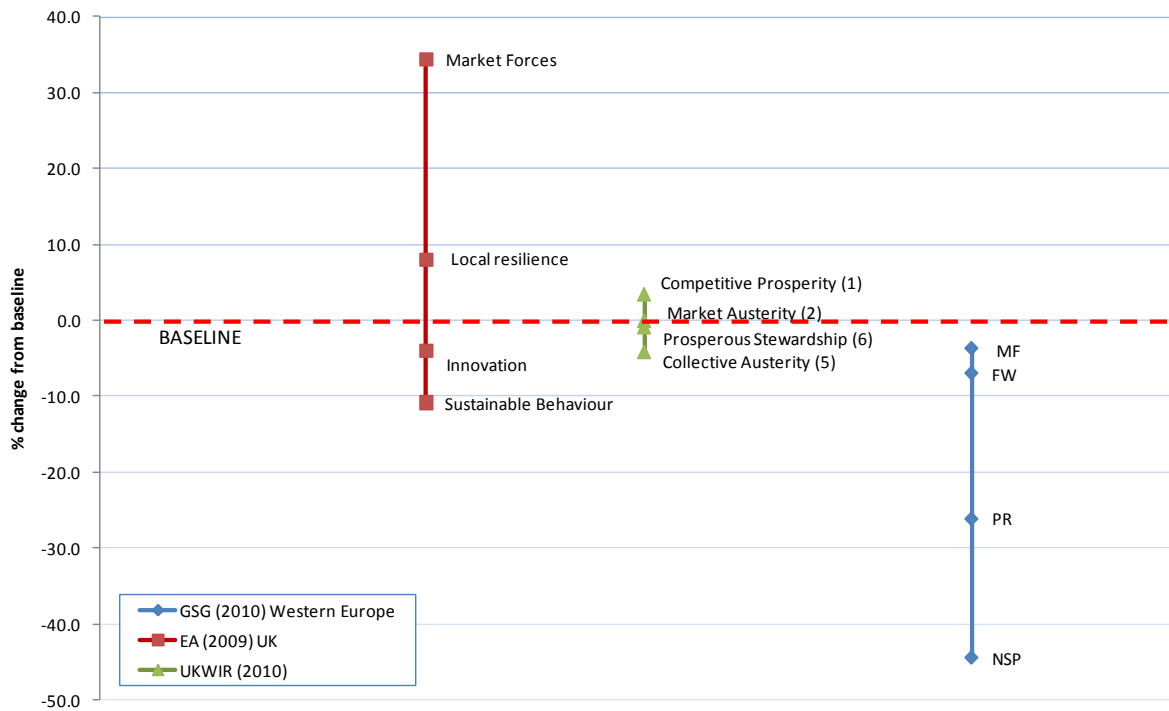 40.0
Market Forces
30.0
20.0
10.0
Local resilience
Competitive Prosperity (1)
Market Austerity (2)
0.0
BASELINE
Prosperous Stewardship (6)
MF
Innovation
Collective Austerity (5)
FW
-10.0
Sustainable Behaviour
% change from baseline
-20.0
PR
-30.0
GSG (2010) Western Europe
-40.0
EA (2009) UK
NSP
UKWIR (2010)
-50.0